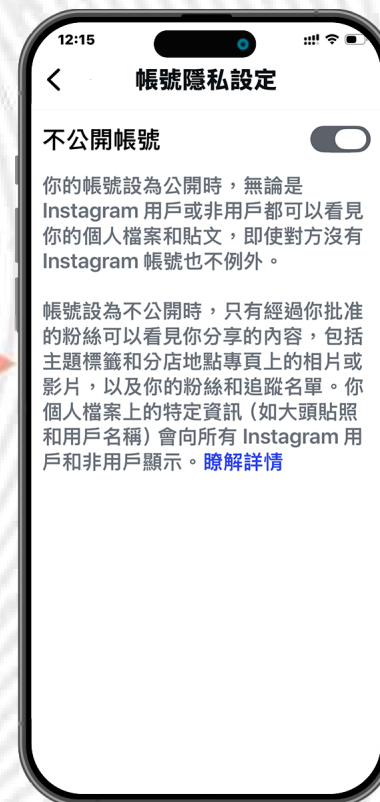 12:15
帳號隱私設定
不公開帳號
你的帳號設為公開時，無論是
Instagram 用戶或非用戶都可以看見
你的個人檔案和貼文，即使對方沒有
Instagram 帳號也不例外。
帳號設為不公開時，只有經過你批准
的粉絲可以看見你分享的內容，包括
主題標籤和分店地點專頁上的相片或
影片，以及你的粉絲和追蹤名單。你
個人檔案上的特定資訊（如大頭貼照
和用戶名稱）會向所有 Instagram 用
戶和非用戶顯示。瞭解詳情